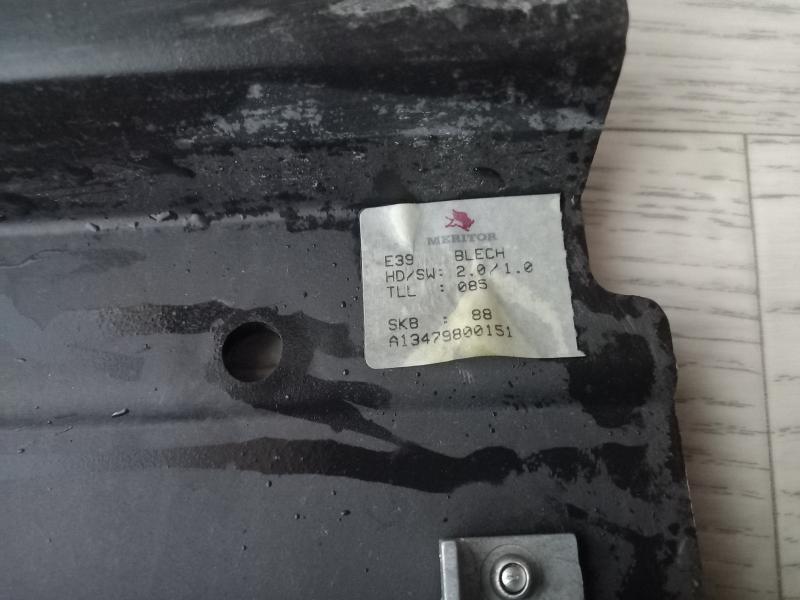 MERITOR
E39 BLECH
HD/SW: 2.0/1.0
TLL : 085
SKB : 88
A13479800151